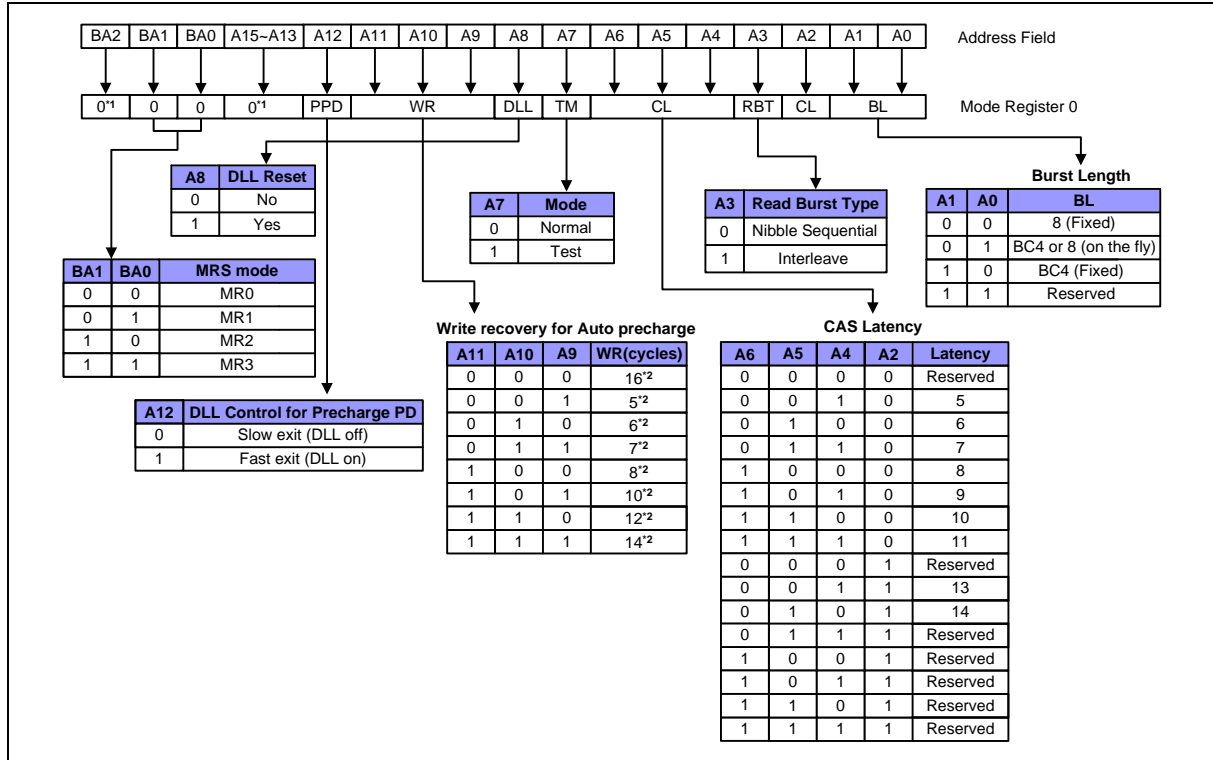 BA2 BA1 BA0 A15~A13 A12 A11 A10 A9 A8 A7 A6 A5 A4 A3 A2 A1 A0 Address Field
0*1 0 0 0*1 PPD WR DLL TM CL RBT CL BL Mode Register 0
A8 DLL Reset
0 No
1 Yes
A7 Mode
0 Normal
1 Test
A3 Read Burst Type
0 Nibble Sequential
1 Interleave
Burst Length
A1 A0 BL
0 0 8 (Fixed)
0 1 BC4 or 8 (on the fly)
1 0 BC4 (Fixed)
1 1 Reserved
BA1 BA0 MRS mode
0 0 MR0
0 1 MR1
1 0 MR2
1 1 MR3
A12 DLL Control for Precharge PD
0 Slow exit (DLL off)
1 Fast exit (DLL on)
Write recovery for Auto precharge
A11 A10 A9 WR(cycles)
0 0 0 16*2
0 0 1 5*2
0 1 0 6*2
0 1 1 7*2
1 0 0 8*2
1 0 1 10*2
1 1 0 12*2
1 1 1 14*2
CAS Latency
A6 A5 A4 A2 Latency
0 0 0 0 Reserved
0 0 1 0 5
0 1 0 0 6
0 1 1 0 7
1 0 0 0 8
1 0 1 0 9
1 1 0 0 10
1 1 1 0 11
0 0 0 1 Reserved
0 0 1 1 13
0 1 0 1 14
0 1 1 1 Reserved
1 0 0 1 Reserved
1 0 1 1 Reserved
1 1 0 1 Reserved
1 1 1 1 Reserved